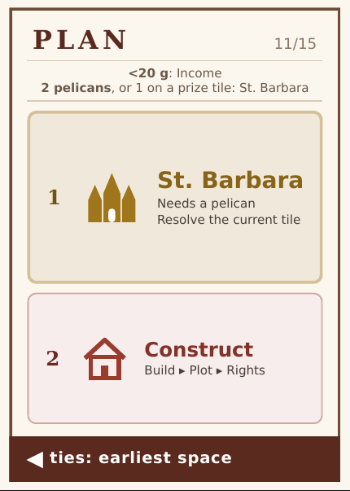 PLAN 11/15
<20 g: Income
2 pelicans, or 1 on a prize tile: St. Barbara
1
St. Barbara
Needs a pelican
Resolve the current tile
2
Construct
Build ▸ Plot ▸ Rights
◀ ties: earliest space